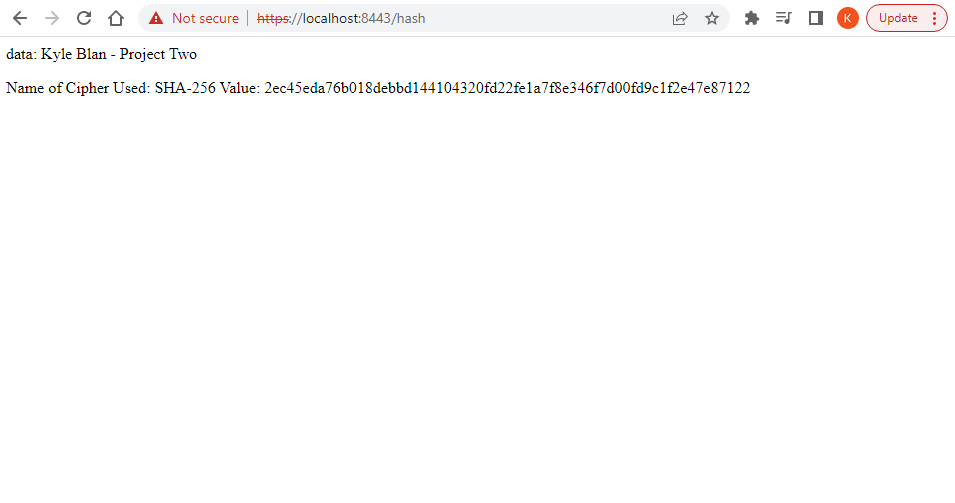 Not secure https://localhost:8443/hash K Update
data: Kyle Blan - Project Two
Name of Cipher Used: SHA-256 Value: 2ec45eda76b018debbd144104320fd22fe1a7f8e346f7d00fd9c1f2e47e87122